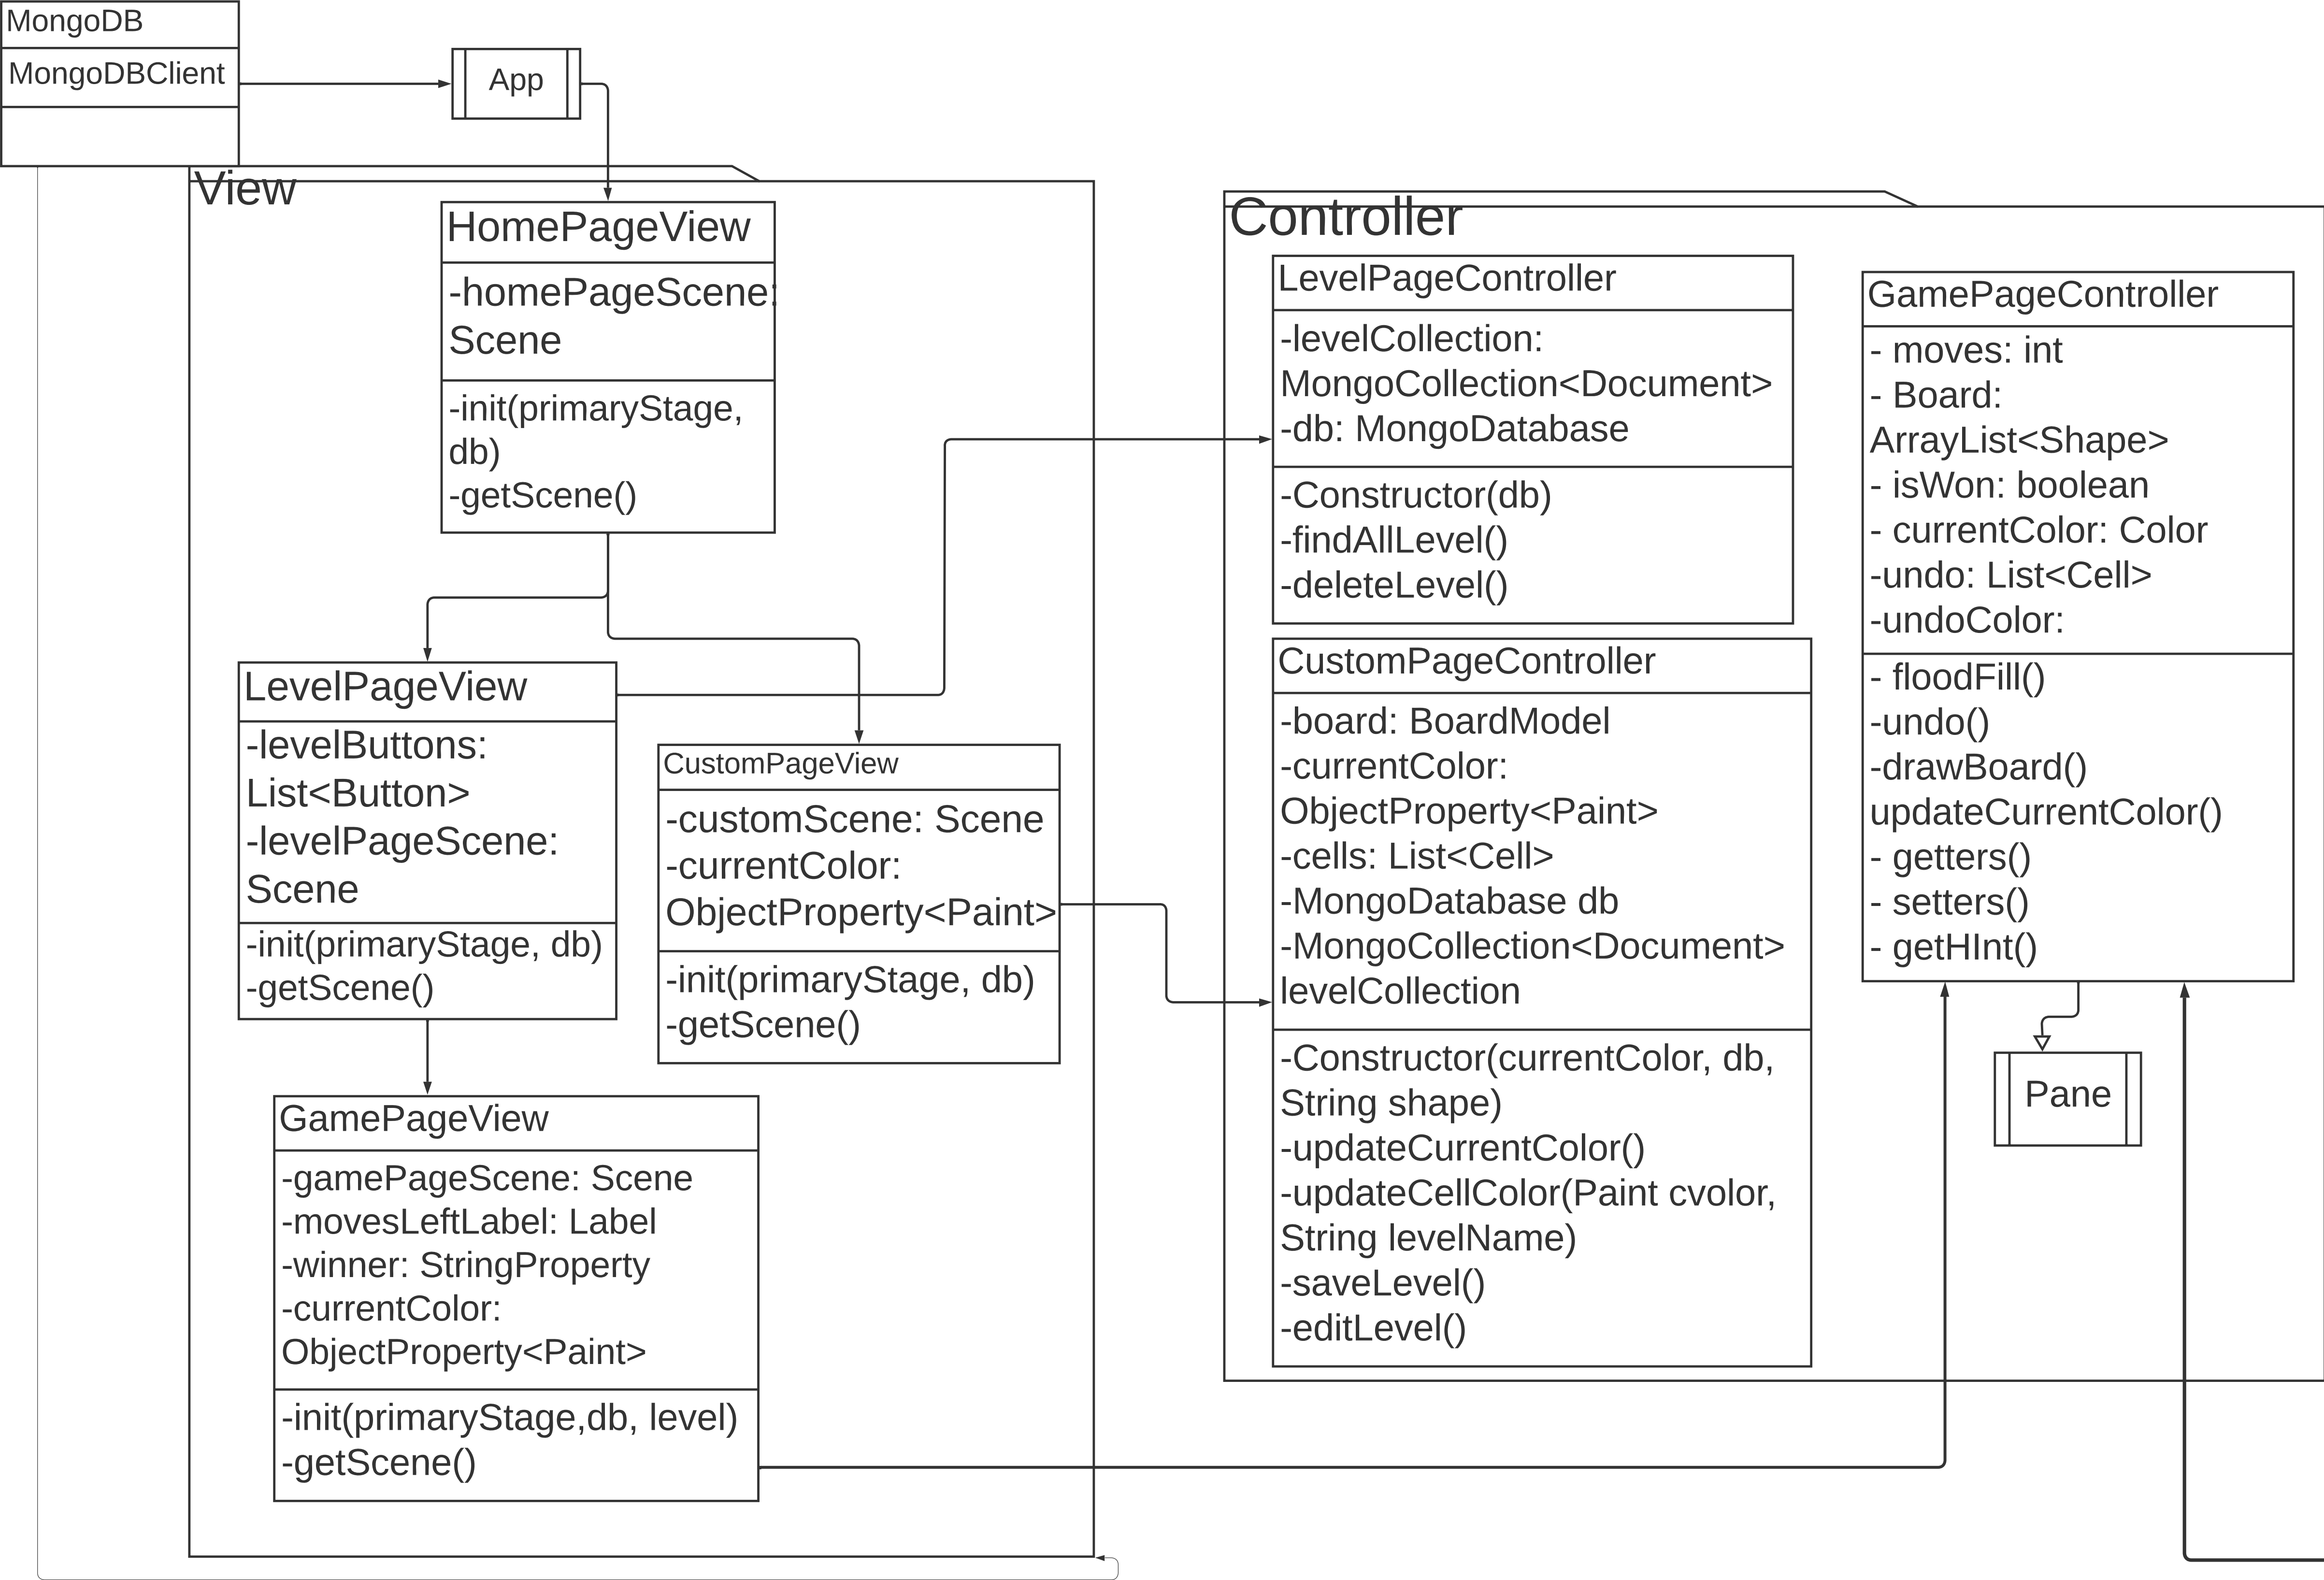 MongoDB
MongoDBClient
App
View
HomePageView
-homePageScene:
Scene
-init(primaryStage,
db)
-getScene()
LevelPageView
-levelButtons:
List<Button>
-levelPageScene:
Scene
-init(primaryStage, db)
-getScene()
CustomPageView
-customScene: Scene
-currentColor:
ObjectProperty<Paint>
-init(primaryStage, db)
-getScene()
GamePageView
-gamePageScene: Scene
-movesLeftLabel: Label
-winner: StringProperty
-currentColor:
ObjectProperty<Paint>
-init(primaryStage,db, level)
-getScene()
Controller
LevelPageController
-levelCollection:
MongoCollection<Document>
-db: MongoDatabase
-Constructor(db)
-findAllLevel()
-deleteLevel()
CustomPageController
-board: BoardModel
-currentColor:
ObjectProperty<Paint>
-cells: List<Cell>
-MongoDatabase db
-MongoCollection<Document>
levelCollection
-Constructor(currentColor, db,
String shape)
-updateCurrentColor()
-updateCellColor(Paint cvolor,
String levelName)
-saveLevel()
-editLevel()
GamePageController
- moves: int
- Board:
ArrayList<Shape>
- isWon: boolean
- currentColor: Color
-undo: List<Cell>
-undoColor:
- floodFill()
-undo()
-drawBoard()
updateCurrentColor()
- getters()
- setters()
- getHInt()
Pane